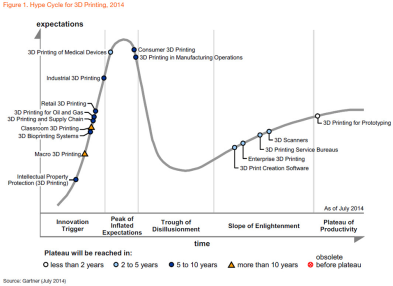 Figure 1. Hype Cycle for 3D Printing, 2014
expectations
3D Printing of Medical Devices
Consumer 3D Printing
3D Printing in Manufacturing Operations
Industrial 3D Printing
Retail 3D Printing
3D Printing for Oil and Gas
3D Printing and Supply Chain
Classroom 3D Printing
3D Bioprinting Systems
Macro 3D Printing
Intellectual Property
Protection (3D Printing)
3D Printing for Prototyping
3D Scanners
3D Printing Service Bureaus
Enterprise 3D Printing
3D Print Creation Software
As of July 2014
Innovation
Trigger
Peak of
Inflated
Expectations
Trough of
Disillusionment
Slope of Enlightenment
Plateau of
Productivity
time
Plateau will be reached in:
less than 2 years
2 to 5 years
5 to 10 years
more than 10 years
obsolete
before plateau
Source: Gartner (July 2014)